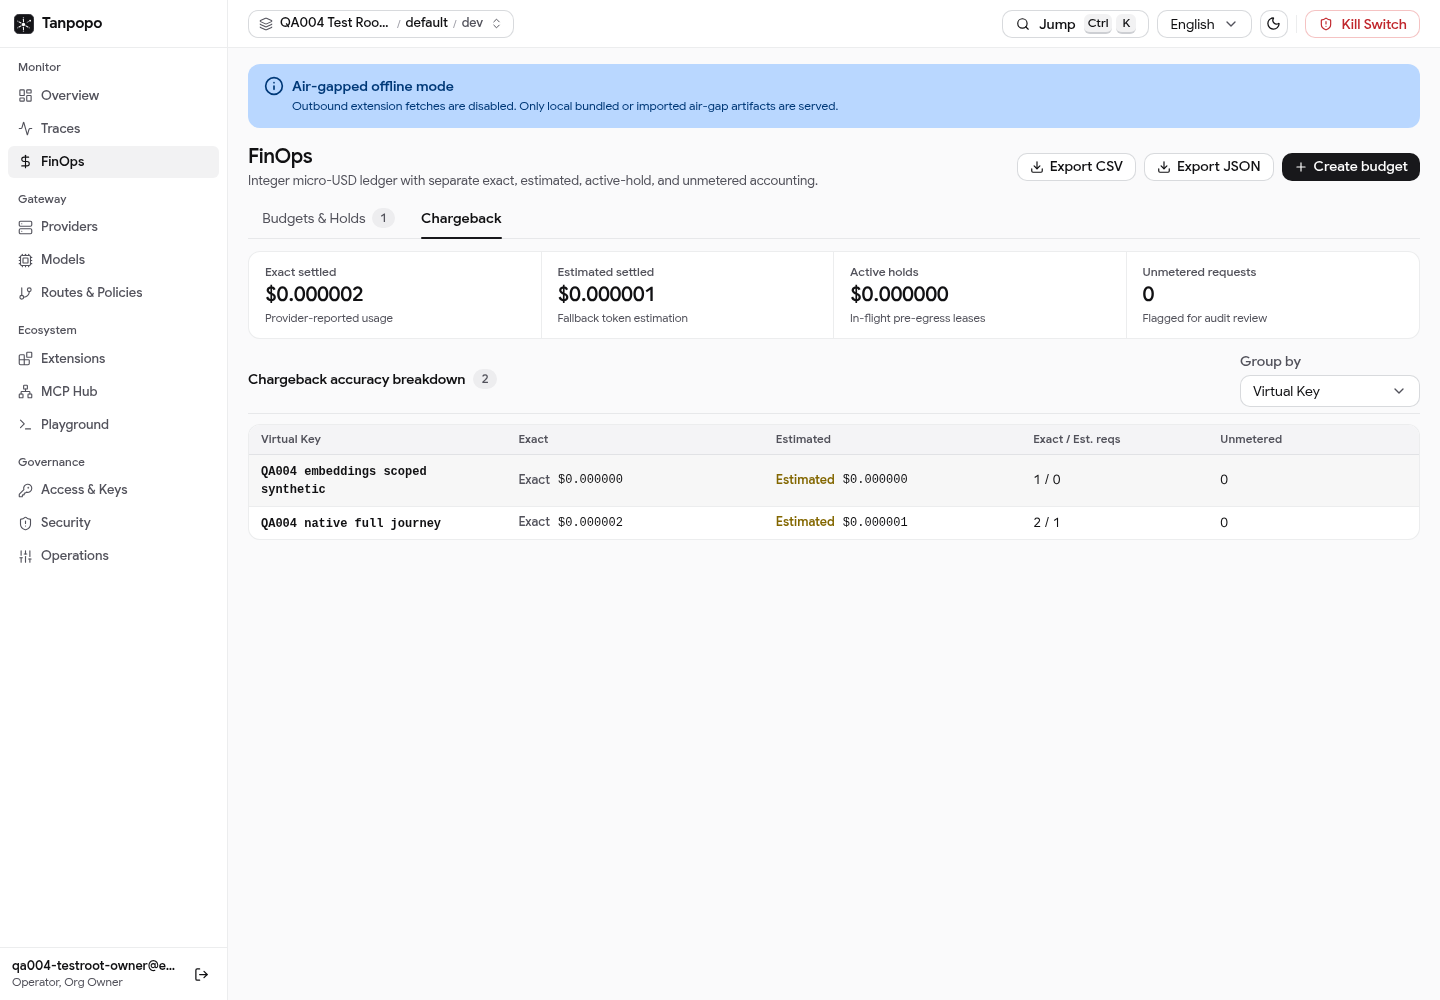 Tanpopo
QA004 Test Roo... / default / dev
Jump Ctrl K
English
Kill Switch
Monitor
Overview
Traces
FinOps
Gateway
Providers
Models
Routes & Policies
Ecosystem
Extensions
MCP Hub
Playground
Governance
Access & Keys
Security
Operations
qa004-testroot-owner@e...
Operator, Org Owner
Air-gapped offline mode
Outbound extension fetches are disabled. Only local bundled or imported air-gap artifacts are served.
FinOps
Integer micro-USD ledger with separate exact, estimated, active-hold, and unmetered accounting.
Export CSV
Export JSON
Create budget
Budgets & Holds 1
Chargeback
Exact settled
$0.000002
Provider-reported usage
Estimated settled
$0.000001
Fallback token estimation
Active holds
$0.000000
In-flight pre-egress leases
Unmetered requests
0
Flagged for audit review
Chargeback accuracy breakdown 2
Group by
Virtual Key
Virtual Key Exact Estimated Exact / Est. reqs Unmetered
QA004 embeddings scoped
synthetic
Exact $0.000000 Estimated $0.000000 1 / 0 0
QA004 native full journey Exact $0.000002 Estimated $0.000001 2 / 1 0